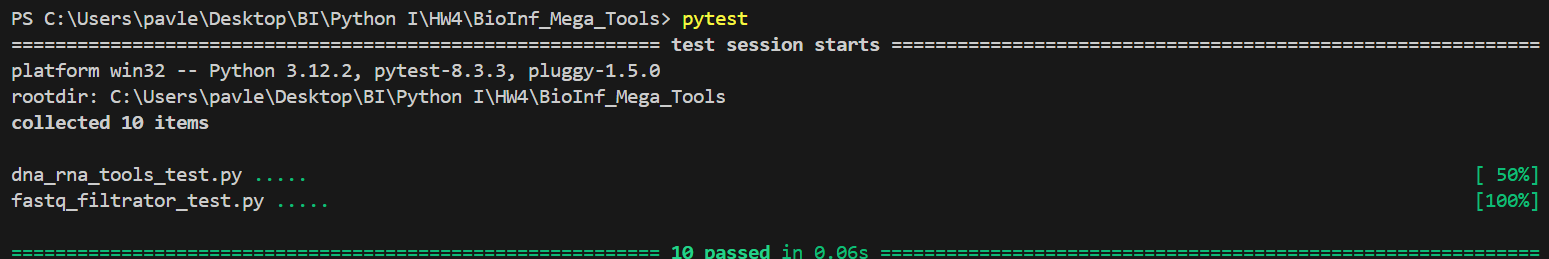 PS C:\Users\pavle\Desktop\BI\Python I\HW4\BioInf_Mega_Tools> pytest
=========================================================== test session starts ===========================================================
platform win32 -- Python 3.12.2, pytest-8.3.3, pluggy-1.5.0
rootdir: C:\Users\pavle\Desktop\BI\Python I\HW4\BioInf_Mega_Tools
collected 10 items
dna_rna_tools_test.py ..... [ 50%]
fastq_filtrator_test.py ..... [100%]
=========================================================== 10 passed in 0.06s ============================================================